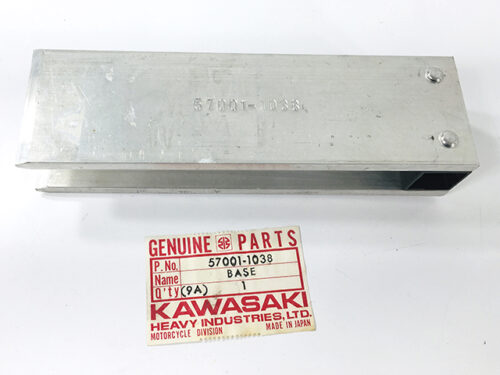 57001-1038
GENUINE PARTS
P.No. 57001-1038
Name BASE
Q'ty (9A) 1
KAWASAKI
HEAVY INDUSTRIES, LTD.
MOTORCYCLE DIVISION MADE IN JAPAN